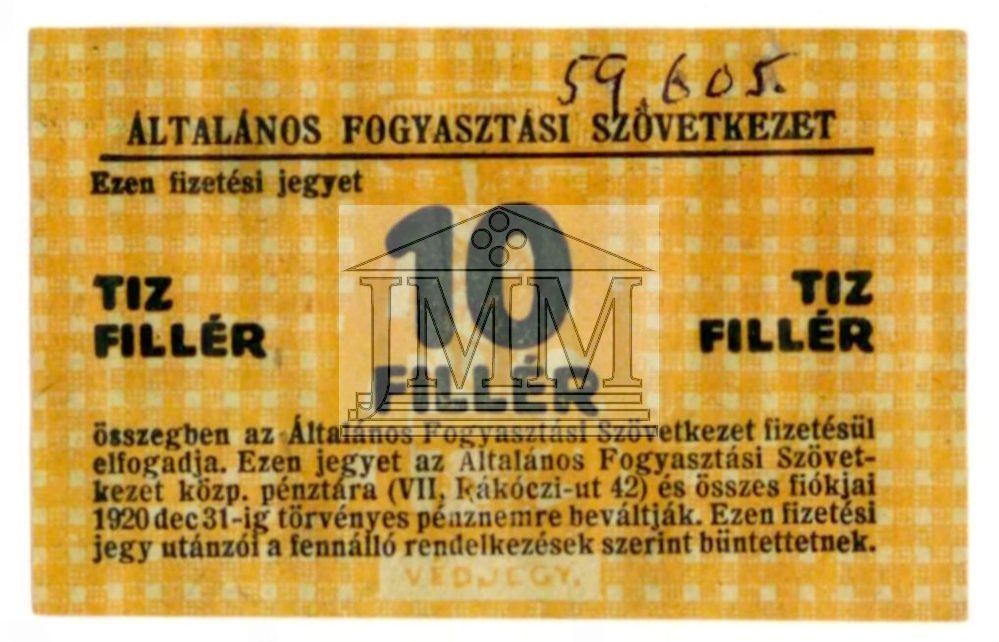 59.605.
ÁLTALÁNOS FOGYASZTÁSI SZÖVETKEZET
Ezen fizetési jegyet
10
TIZ
FILLÉR
TIZ
FILLÉR
FILLÉR
JMM
összegben az Általános Fogyasztási Szövetkezet fizetésül
elfogadja. Ezen jegyet az Általános Fogyasztási Szövet-
kezet közp. pénztára (VII, Rákóczi-ut 42) és összes fiókjai
1920 dec 31-ig törvényes pénznemre beváltják. Ezen fizetési
jegy utánzói a fennálló rendelkezések szerint büntettetnek.
VÉDJEGY.